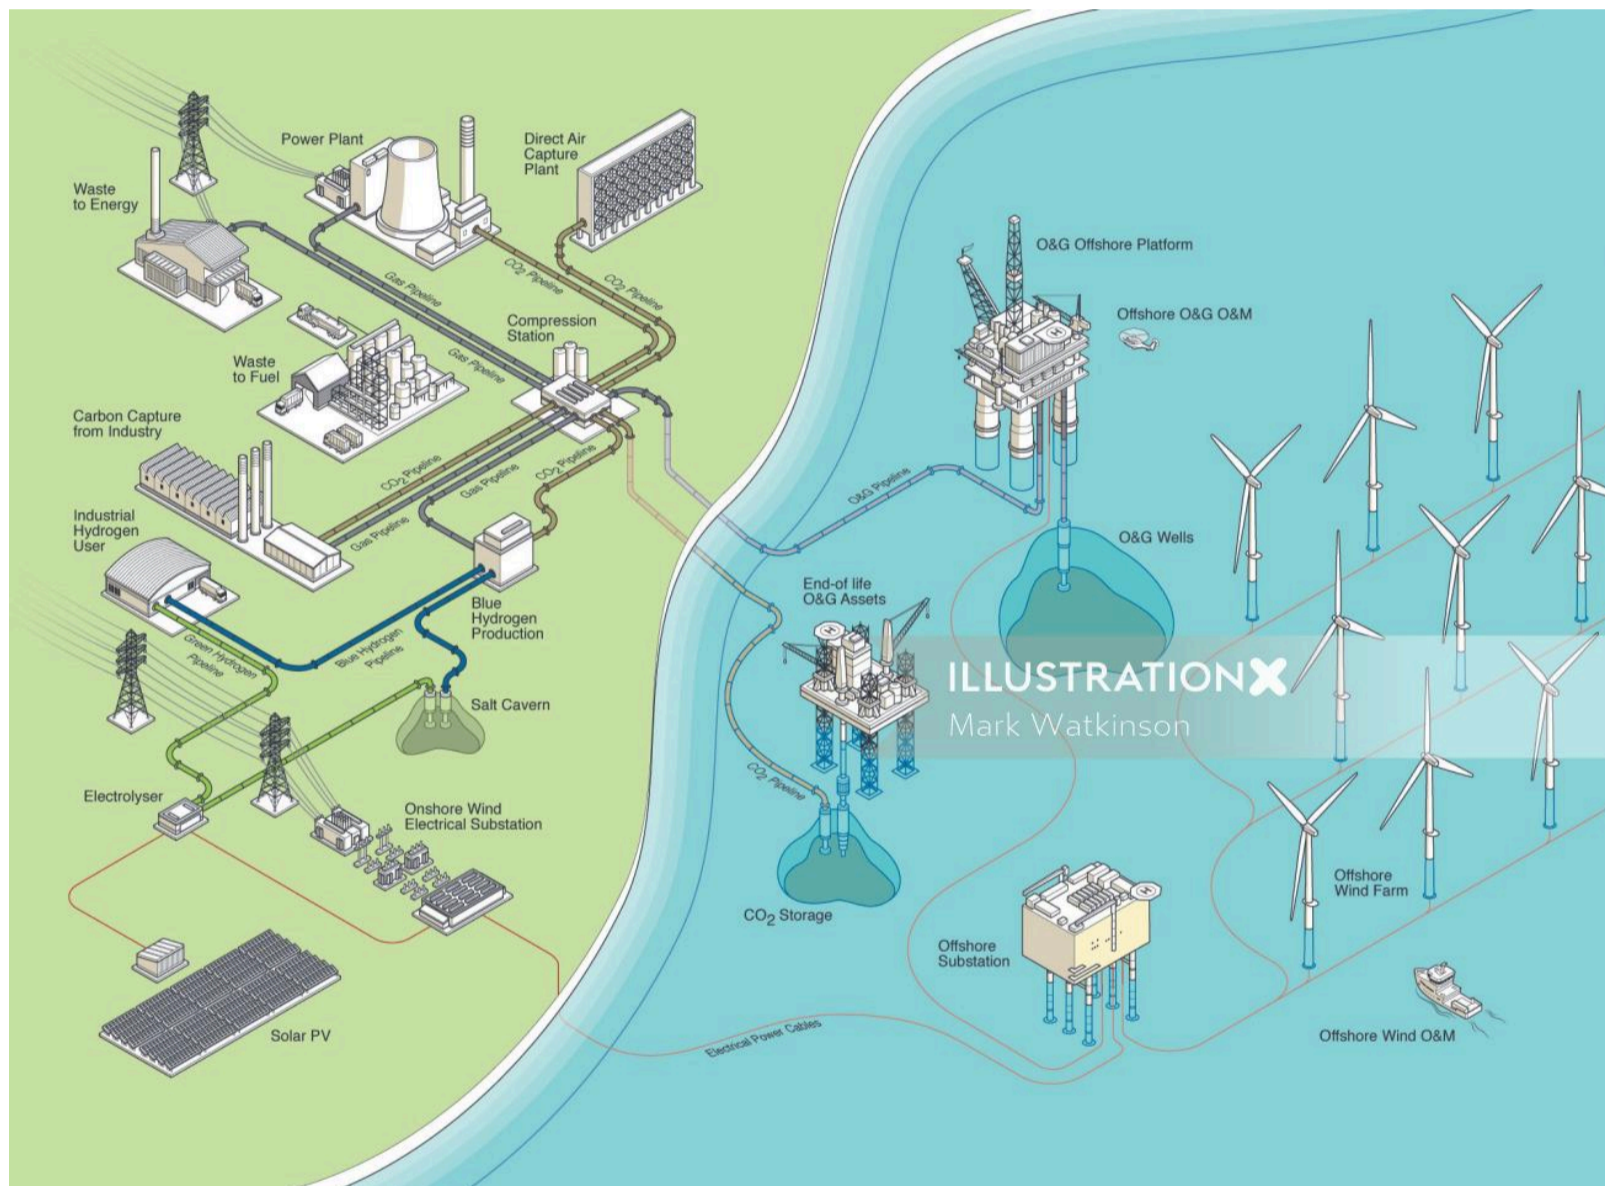 Power Plant
Direct Air
Capture
Plant
Waste
to Energy
O&G Offshore Platform
Gas Pipeline
CO2 Pipeline
CO2 Pipeline
Offshore O&G O&M
Compression
Station
Gas Pipeline
Waste
to Fuel
Carbon Capture
from Industry
CO2 Pipeline
Gas Pipeline
CO2 Pipeline
O&G Pipeline
Industrial
Hydrogen
User
Gas Pipeline
O&G Wells
End-of life
O&G Assets
Blue
Hydrogen
Production
Green Hydrogen
Pipeline
Blue Hydrogen
Pipeline
ILLUSTRATIONX
Mark Watkinson
Salt Cavern
CO2 Pipeline
Electrolyser
Onshore Wind
Electrical Substation
Offshore
Wind Farm
CO2 Storage
Offshore
Substation
Solar PV
Electrical Power Cables
Offshore Wind O&M
H
H
H